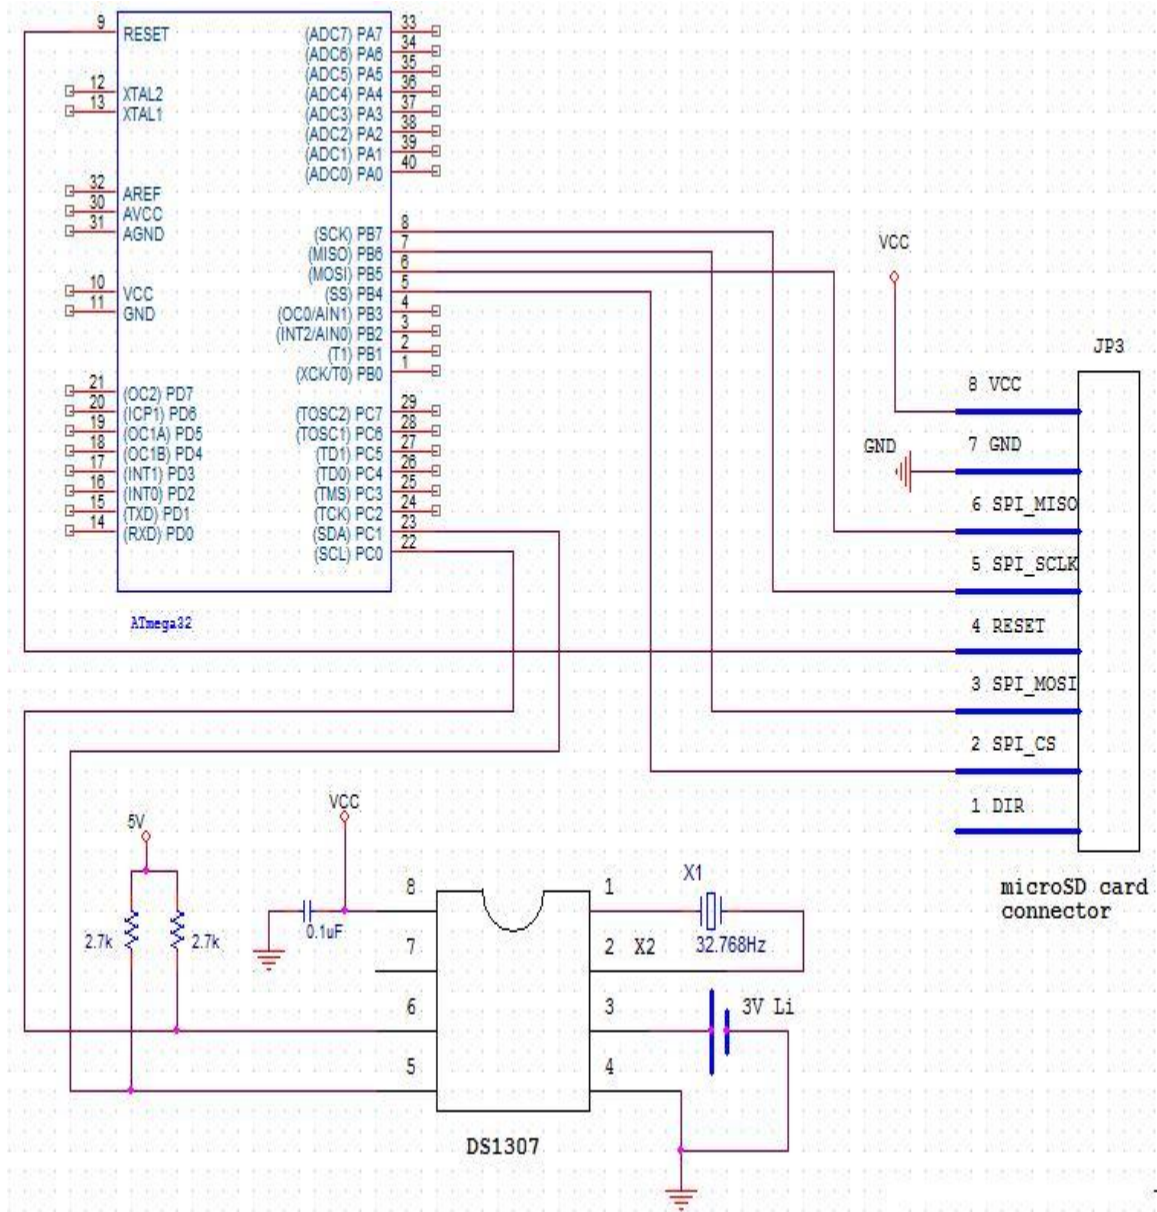 9 RESET
12 XTAL2
13 XTAL1
32 AREF
30 AVCC
31 AGND
10 VCC
11 GND
21 (OC2) PD7
20 (ICP1) PD6
19 (OC1A) PD5
18 (OC1B) PD4
17 (INT1) PD3
16 (INT0) PD2
15 (TXD) PD1
14 (RXD) PD0
(ADC7) PA7 33
(ADC6) PA6 34
(ADC5) PA5 35
(ADC4) PA4 36
(ADC3) PA3 37
(ADC2) PA2 38
(ADC1) PA1 39
(ADC0) PA0 40
(SCK) PB7 8
(MISO) PB6 7
(MOSI) PB5 6
(SS) PB4 5
(OC0/AIN1) PB3 4
(INT2/AIN0) PB2 3
(T1) PB1 2
(XCK/T0) PB0 1
(TOSC2) PC7 29
(TOSC1) PC6 28
(TD1) PC5 27
(TD0) PC4 26
(TMS) PC3 25
(TCK) PC2 24
(SDA) PC1 23
(SCL) PC0 22
ATmega32
VCC
JP3
8 VCC
GND
7 GND
6 SPI_MISO
5 SPI_SCLK
4 RESET
3 SPI_MOSI
2 SPI_CS
1 DIR
microSD card
connector
5V
2.7k
2.7k
VCC
0.1uF
8
7
6
5
1
2 X2
3
4
X1
32.768Hz
3V Li
DS1307